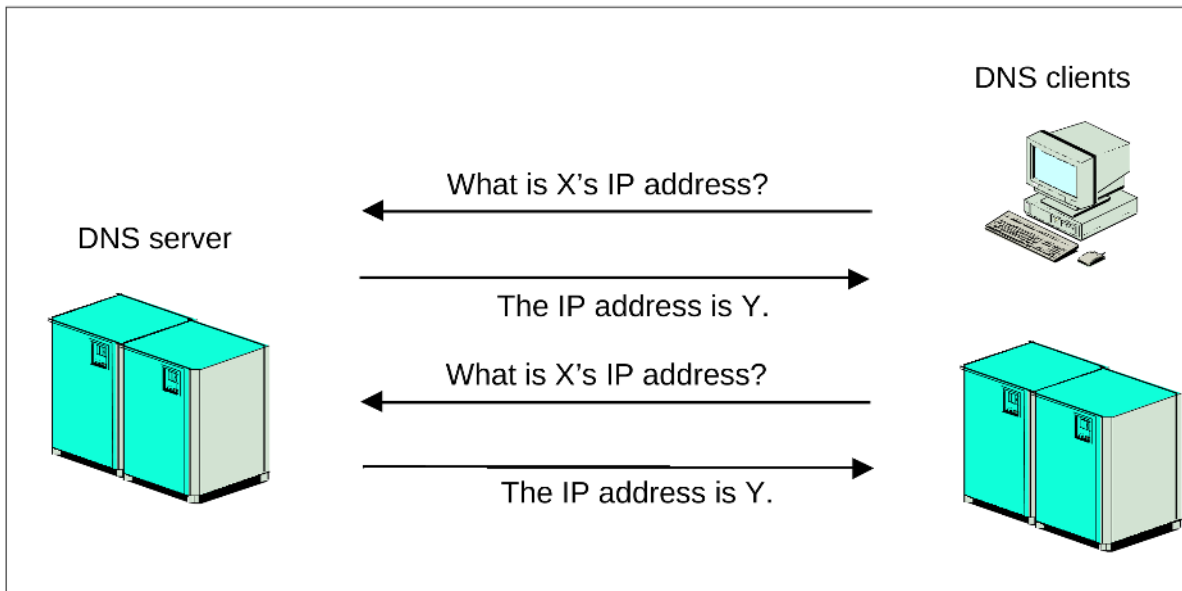 DNS clients
What is X’s IP address?
DNS server
The IP address is Y.
What is X’s IP address?
The IP address is Y.